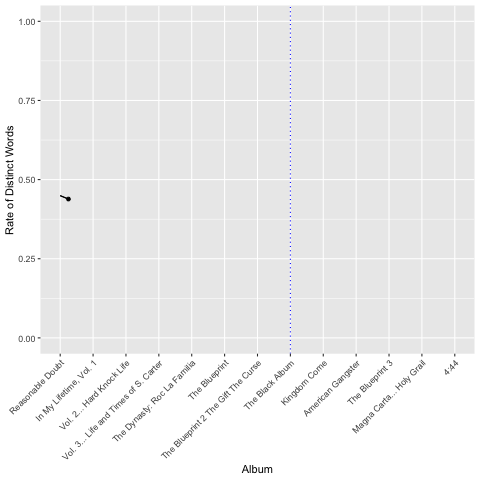 1.00
0.75
0.50
0.25
0.00
Rate of Distinct Words
Reasonable Doubt
In My Lifetime, Vol. 1
Vol. 2... Hard Knock Life
Vol. 3... Life and Times of S. Carter
The Dynasty: Roc La Familia
The Blueprint
The Blueprint 2 The Gift The Curse
The Black Album
Kingdom Come
American Gangster
The Blueprint 3
Magna Carta... Holy Grail
4:44
Album